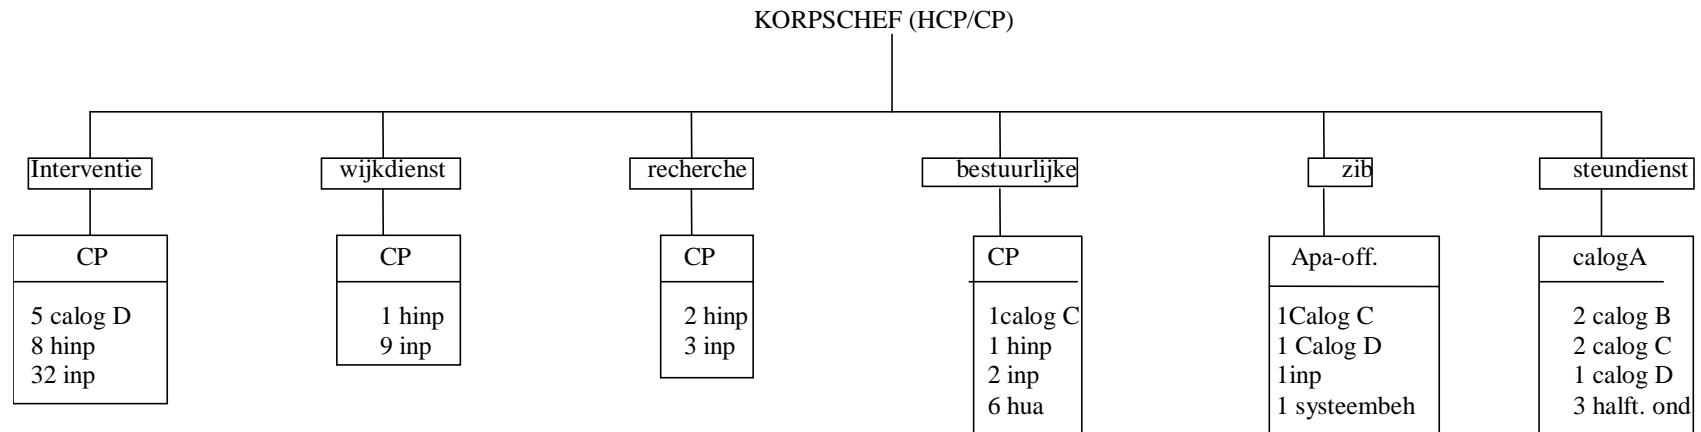 KORPSCHEF (HCP/CP)
Interventie
wijkdienst
recherche
bestuurlijke
zib
steundienst
CP
5 calog D
8 hinp
32 inp
CP
1 hinp
9 inp
CP
2 hinp
3 inp
CP
1calog C
1 hinp
2 inp
6 hua
Apa-off.
1Calog C
1 Calog D
1inp
1 systeembeh
calogA
2 calog B
2 calog C
1 calog D
3 halft. ond